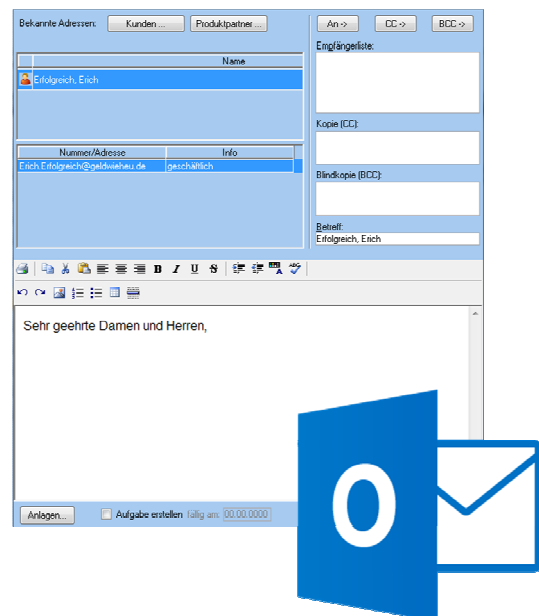 Bekannte Adressen: Kunden ... Produktpartner ... An -> CC -> BCC ->
Empfängerliste:
Name
Erfolgreich, Erich
Kopie (CC):
Nummer/Adresse Info
Erich.Erfolgreich@geldwieheu.de geschäftlich
Blindkopie (BCC):
Betreff:
Erfolgreich, Erich
Sehr geehrte Damen und Herren,
Anlagen... Aufgabe erstellen fällig am: 00.00.0000
O